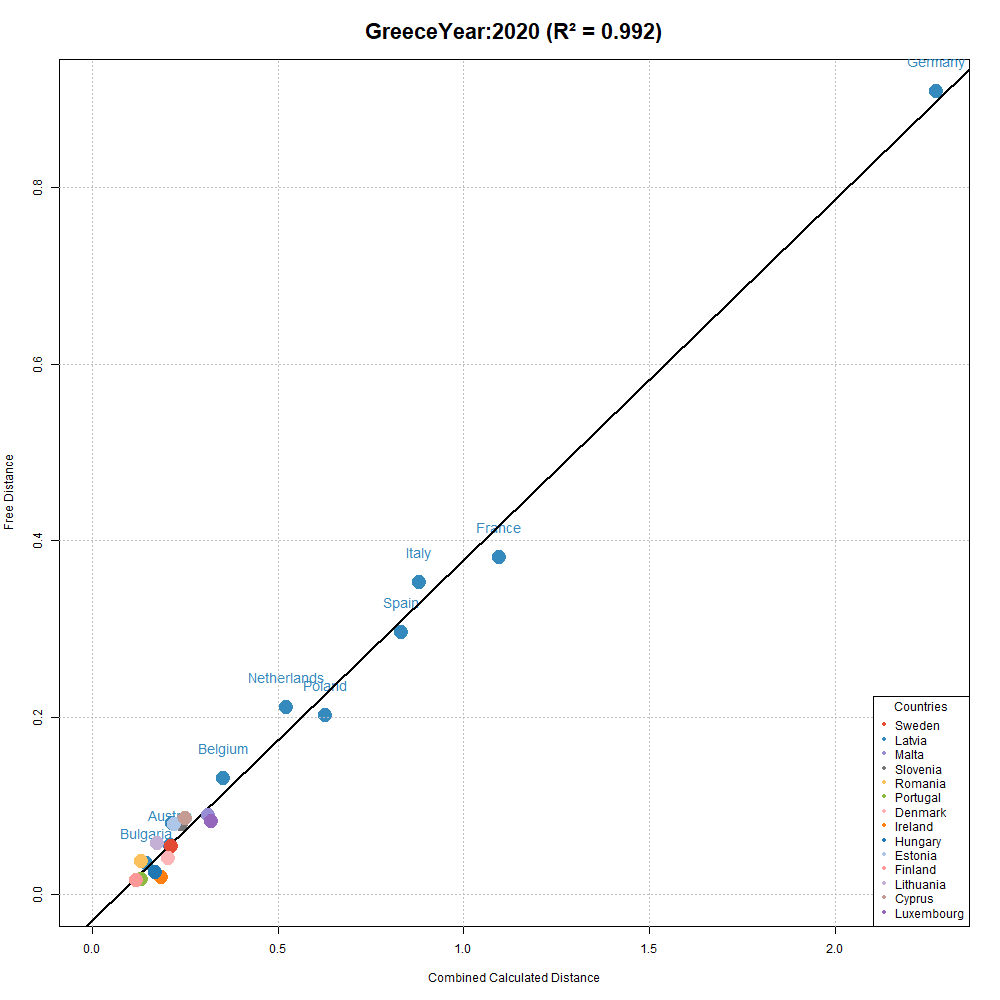 GreeceYear:2020 (R² = 0.992)
Germany
0.8
0.6
Free Distance
0.4
France
Italy
Spain
Netherlands
Poland
0.2
Belgium
Bulgaria
0.0
0.0 0.5 1.0 1.5 2.0
Combined Calculated Distance
Countries
Sweden
Latvia
Malta
Slovenia
Romania
Portugal
Denmark
Ireland
Hungary
Estonia
Finland
Lithuania
Cyprus
Luxembourg